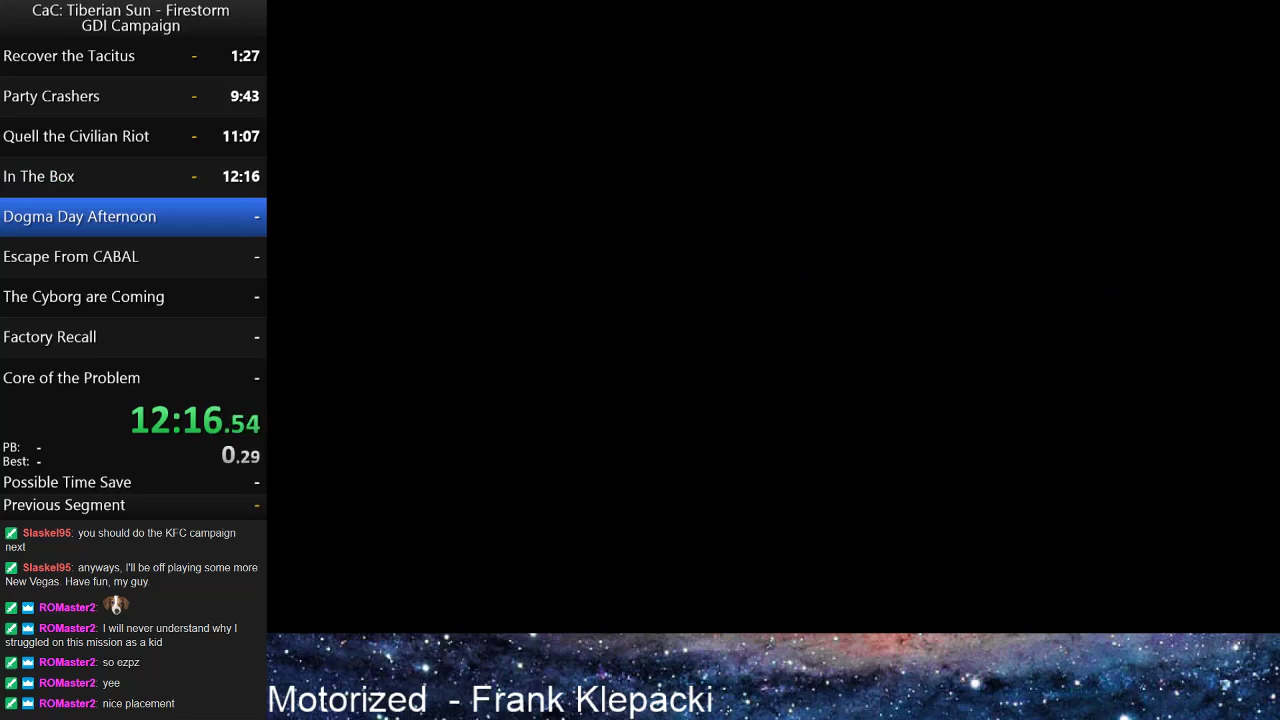 CaC: Tiberian Sun - Firestorm
GDI Campaign
Recover the Tacitus - 1:27
Party Crashers - 9:43
Quell the Civilian Riot - 11:07
In The Box - 12:16
Dogma Day Afternoon -
Escape From CABAL -
The Cyborg are Coming -
Factory Recall -
Core of the Problem -
12:16.54
PB: -
Best: -
0.29
Possible Time Save -
Previous Segment -
Slaskel95: you should do the KFC campaign
next
Slaskel95: anyways, I'll be off playing some more
New Vegas. Have fun, my guy.
ROMaster2:
ROMaster2: I will never understand why I
struggled on this mission as a kid
ROMaster2: so ezpz
ROMaster2: yee
ROMaster2: nice placement
Motorized - Frank Klepacki